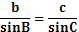 b/sinB = c/sinC